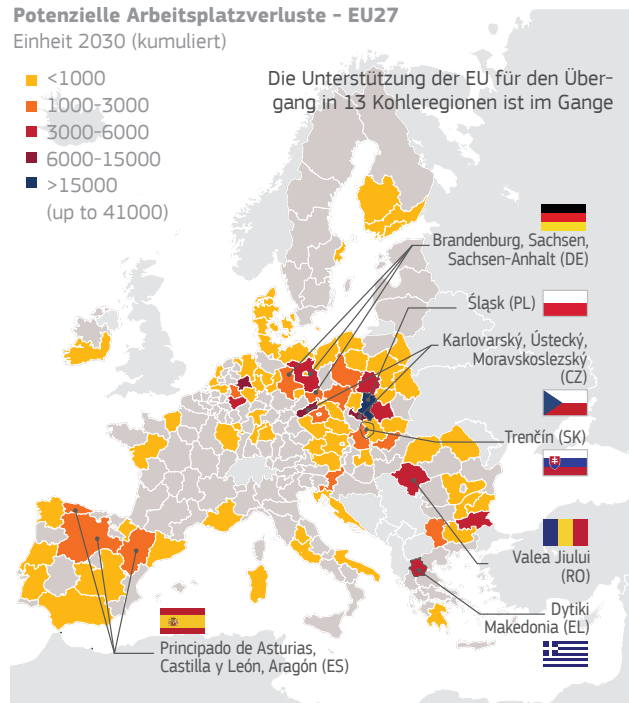 Potenzielle Arbeitsplatzverluste - EU27
Einheit 2030 (kumuliert)
<1000
1000-3000
3000-6000
6000-15000
>15000
(up to 41000)
Die Unterstützung der EU für den Über-
gang in 13 Kohleregionen ist im Gange
Brandenburg, Sachsen,
Sachsen-Anhalt (DE)
Śląsk (PL)
Karlovarský, Ústecký,
Moravskoslezský
(CZ)
Trenčín (SK)
Valea Jiului
(RO)
Dytiki
Makedonia (EL)
Principado de Asturias,
Castilla y León, Aragón (ES)